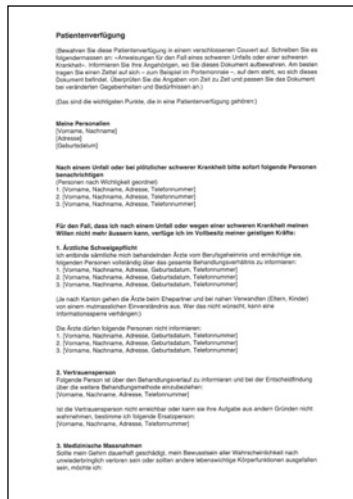 Patientenverfügung
(Bewahren Sie diese Patientenverfügung in einem verschlossenen Couvert auf. Schreiben Sie es
folgendermassen an: «Anweisungen für den Fall eines schweren Unfalls oder einer schweren
Krankheit». Informieren Sie Ihre Angehörigen, wo Sie dieses Dokument aufbewahren. Am besten
tragen Sie einen Zettel auf sich – zum Beispiel im Portemonnaie –, auf dem steht, wo sich dieses
Dokument befindet. Überprüfen Sie die Angaben von Zeit zu Zeit und passen Sie das Dokument
bei veränderten Gegebenheiten und Bedürfnissen an.)
(Das sind die wichtigsten Punkte, die in eine Patientenverfügung gehören:)
Meine Personalien
[Vorname, Nachname]
[Adresse]
[Geburtsdatum]
Nach einem Unfall oder bei plötzlicher schwerer Krankheit bitte sofort folgende Personen
benachrichtigen
(Personen nach Wichtigkeit geordnet)
1. [Vorname, Nachname, Adresse, Telefonnummer]
2. [Vorname, Nachname, Adresse, Telefonnummer]
3. [Vorname, Nachname, Adresse, Telefonnummer]
Für den Fall, dass ich nach einem Unfall oder wegen einer schweren Krankheit meinen
Willen nicht mehr äussern kann, verfüge ich im Vollbesitz meiner geistigen Kräfte:
1. Ärztliche Schweigepflicht
Ich entbinde sämtliche mich behandelnden Ärzte vom Berufsgeheimnis und ermächtige sie,
folgenden Personen vollständig über das gesamte Behandlungsverhältnis zu informieren:
1. [Vorname, Nachname, Adresse, Geburtsdatum, Telefonnummer]
2. [Vorname, Nachname, Adresse, Geburtsdatum, Telefonnummer]
3. [Vorname, Nachname, Adresse, Geburtsdatum, Telefonnummer]
(Je nach Kanton gehen die Ärzte beim Ehepartner und bei nahen Verwandten (Eltern, Kinder)
von einem mutmasslichen Einverständnis aus. Wer das nicht wünscht, kann eine
Informationssperre verhängen:)
Die Ärzte dürfen folgende Personen nicht informieren:
1. [Vorname, Nachname, Adresse, Geburtsdatum, Telefonnummer]
2. [Vorname, Nachname, Adresse, Geburtsdatum, Telefonnummer]
3. [Vorname, Nachname, Adresse, Geburtsdatum, Telefonnummer]
2. Vertrauensperson
Folgende Person ist über den Behandlungsverlauf zu informieren und bei der Entscheidfindung
über die weitere Behandlungsmethode einzubeziehen:
[Vorname, Nachname, Adresse, Telefonnummer]
Ist die Vertrauensperson nicht erreichbar oder kann sie ihre Aufgabe aus andern Gründen nicht
wahrnehmen, bestimme ich folgende Ersatzperson:
[Vorname, Nachname, Adresse, Telefonnummer]
3. Medizinische Massnahmen
Sollte mein Gehirn dauerhaft geschädigt, mein Bewusstsein aller Wahrscheinlichkeit nach
unwiederbringlich verloren sein oder sollten andere lebenswichtige Körperfunktionen ausgefallen
sein, möchte ich: